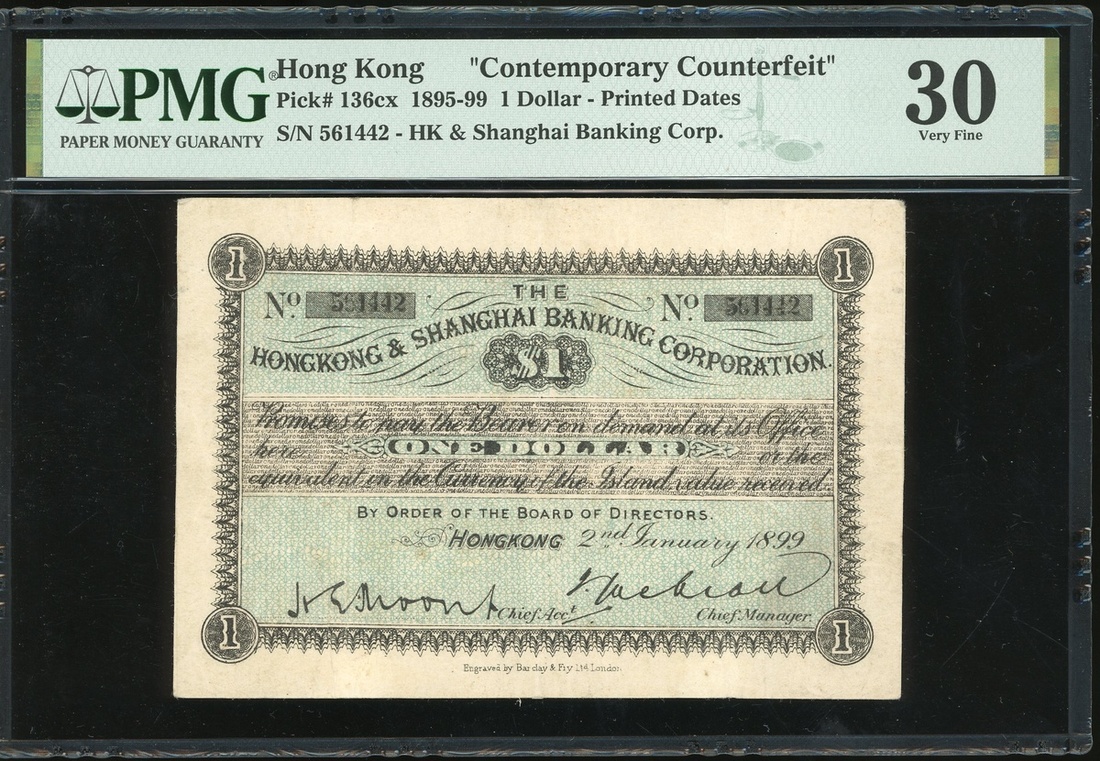 PMG® Hong Kong "Contemporary Counterfeit" 30
PAPER MONEY GUARANTY Pick# 136cx 1895-99 1 Dollar - Printed Dates Very Fine
S/N 561442 - HK & Shanghai Banking Corp.
1 1
THE
No. 561442 No. 561442
HONGKONG & SHANGHAI BANKING CORPORATION.
$1
Promises to pay the Bearer on demand at its Office
here ONE DOLLAR or the
equivalent in the Currency of the Island value received.
BY ORDER OF THE BOARD OF DIRECTORS.
HONGKONG 2nd January 1899
Chief Acct. Chief Manager.
1 1
Engraved by Barclay & Fry Ltd London.